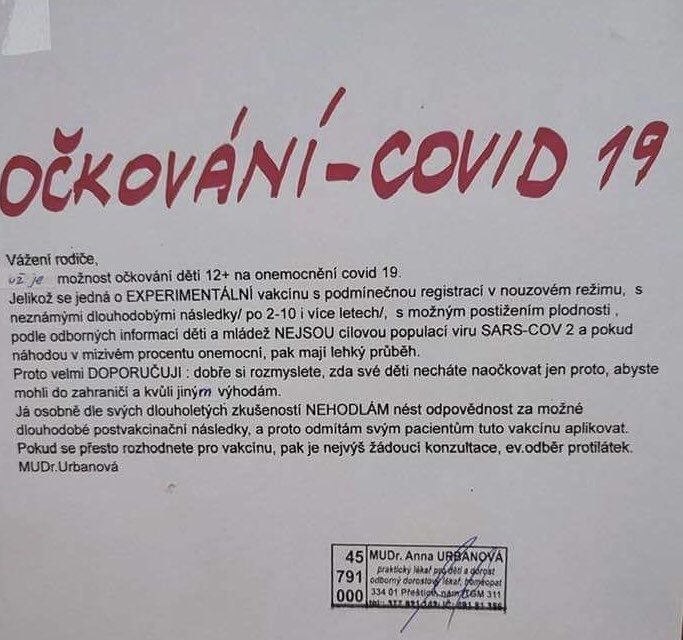 OČKOVÁNÍ-COVID 19
Vážení rodiče,
už je možnost očkování děti 12+ na onemocnění covid 19.
Jelikož se jedná o EXPERIMENTÁLNÍ vakcínu s podmínečnou registrací v nouzovém režimu, s
neznámými dlouhodobými následky/ po 2-10 i více letech/, s možným postižením plodnosti ,
podle odborných informací děti a mládež NEJSOU cílovou populací viru SARS-COV 2 a pokud
náhodou v mizivém procentu onemocní, pak mají lehký průběh.
Proto velmi DOPORUČUJI : dobře si rozmyslete, zda své děti necháte naočkovat jen proto, abyste
mohli do zahraničí a kvůli jiným výhodám.
Já osobně dle svých dlouholetých zkušeností NEHODLÁM nést odpovědnost za možné
dlouhodobé postvakcinační následky, a proto odmítám svým pacientům tuto vakcínu aplikovat.
Pokud se přesto rozhodnete pro vakcínu, pak je nejvýš žádoucí konzultace, ev.odběr protilátek.
MUDr.Urbanová
45 MUDr. Anna URBANOVÁ
praktický lékař pro děti a dorost
791 odborný dorostový lékař, homeopat
000 334 01 Přeštice, nám. TGM 311